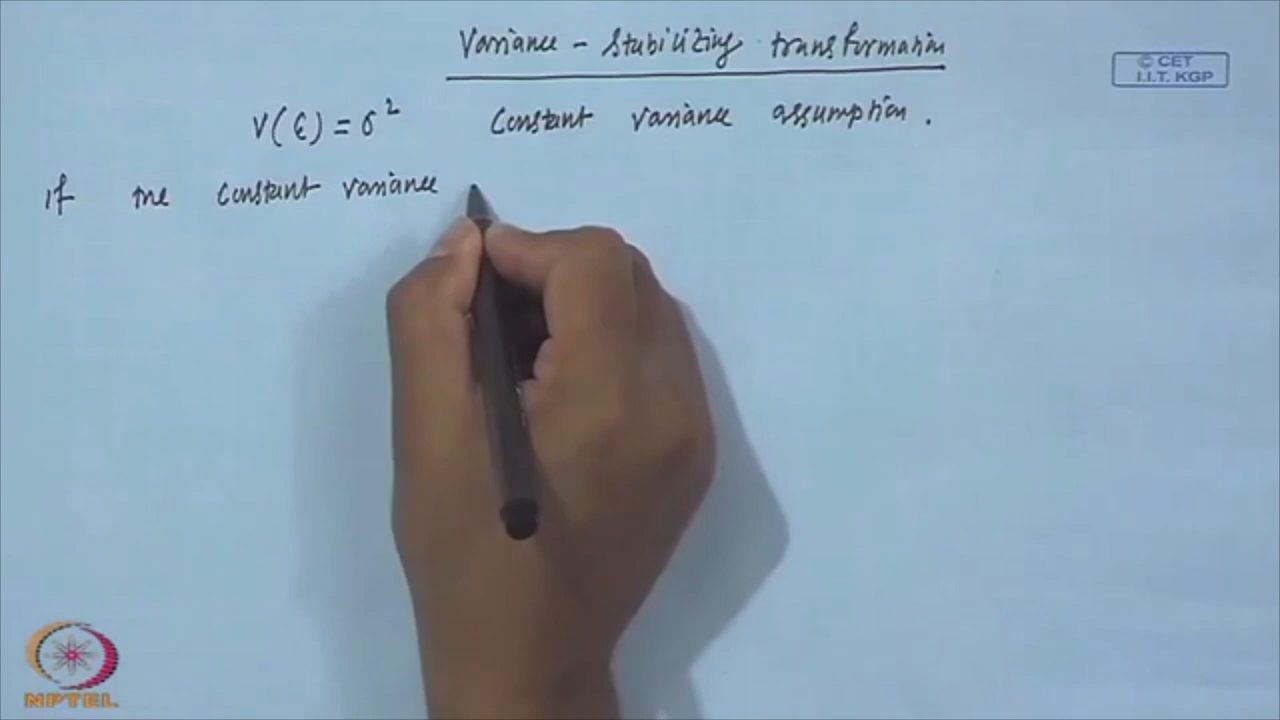 Variance - Stabilizing transformation
© CET
I.I.T. KGP
V(ε) = σ² Constant variance assumption.
If the constant variance
NPTEL